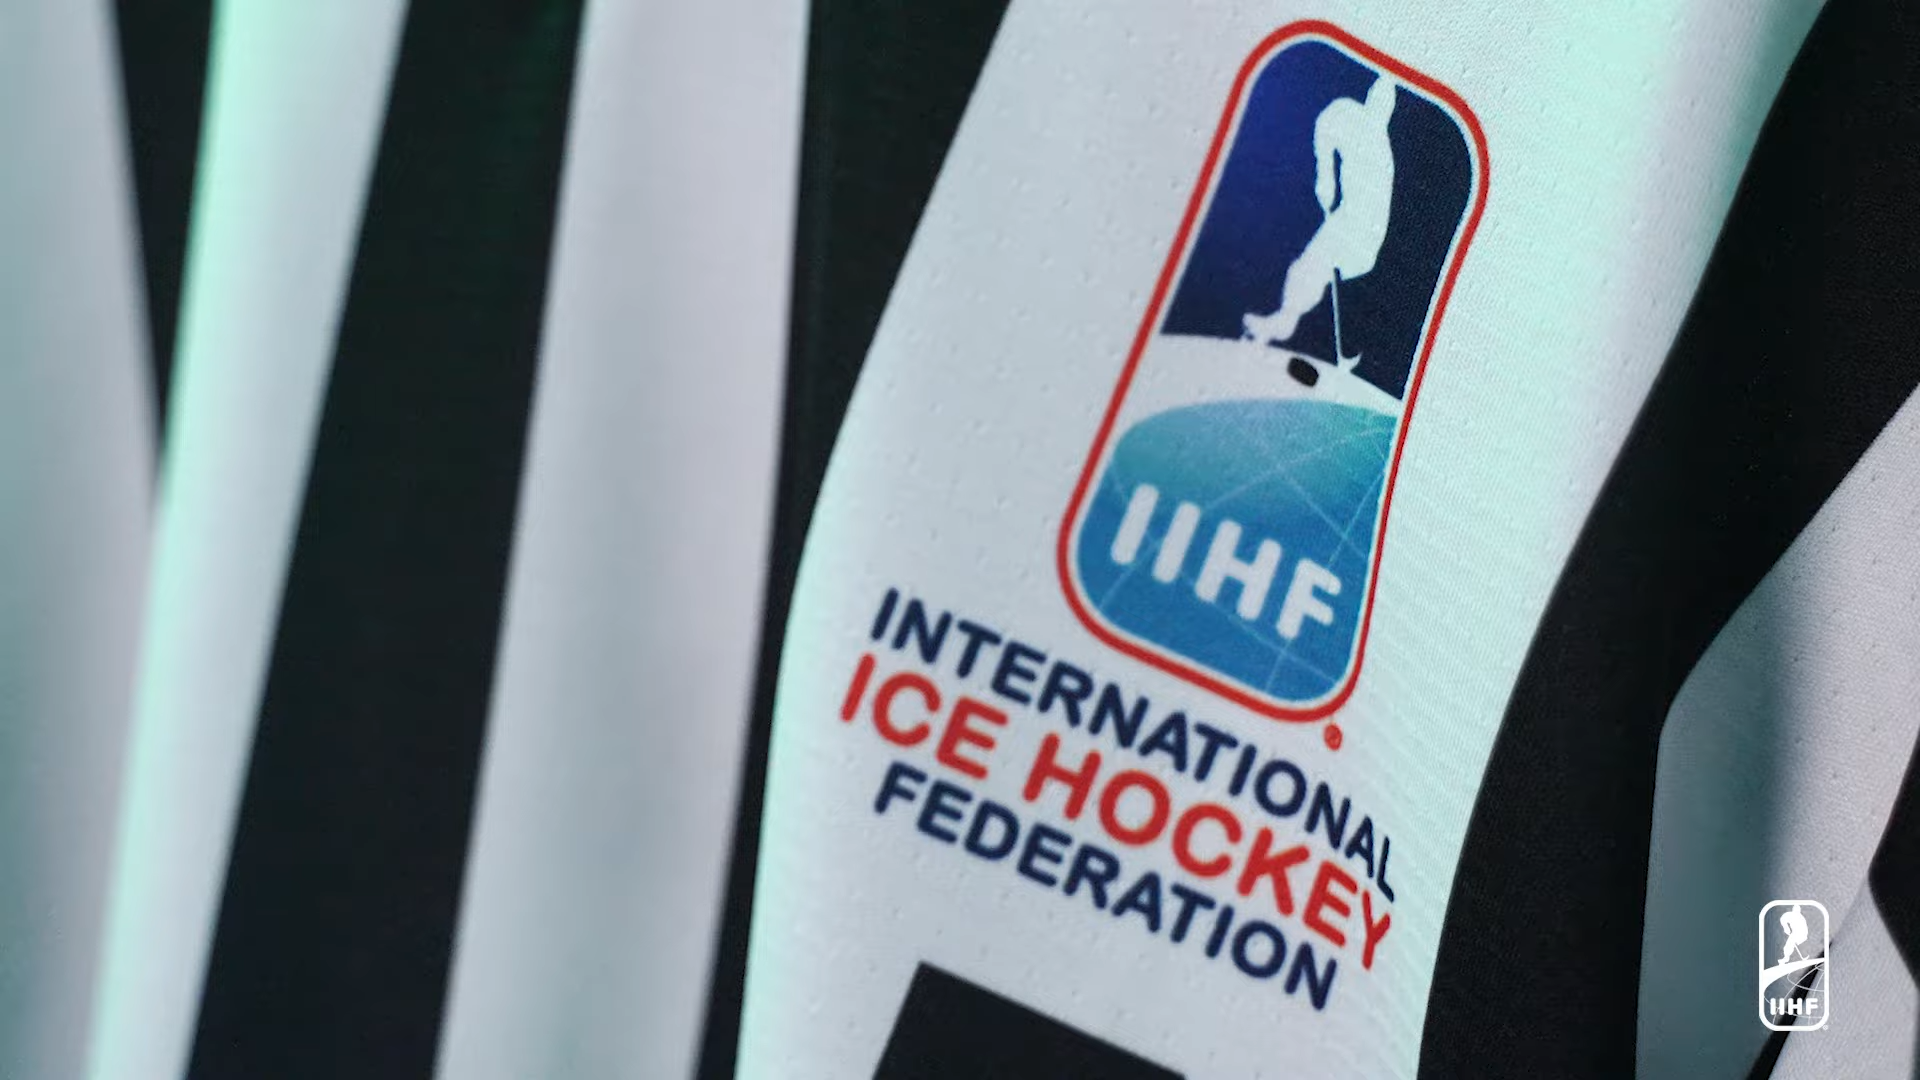 IIHF
®
INTERNATIONAL
ICE HOCKEY
FEDERATION
IIHF